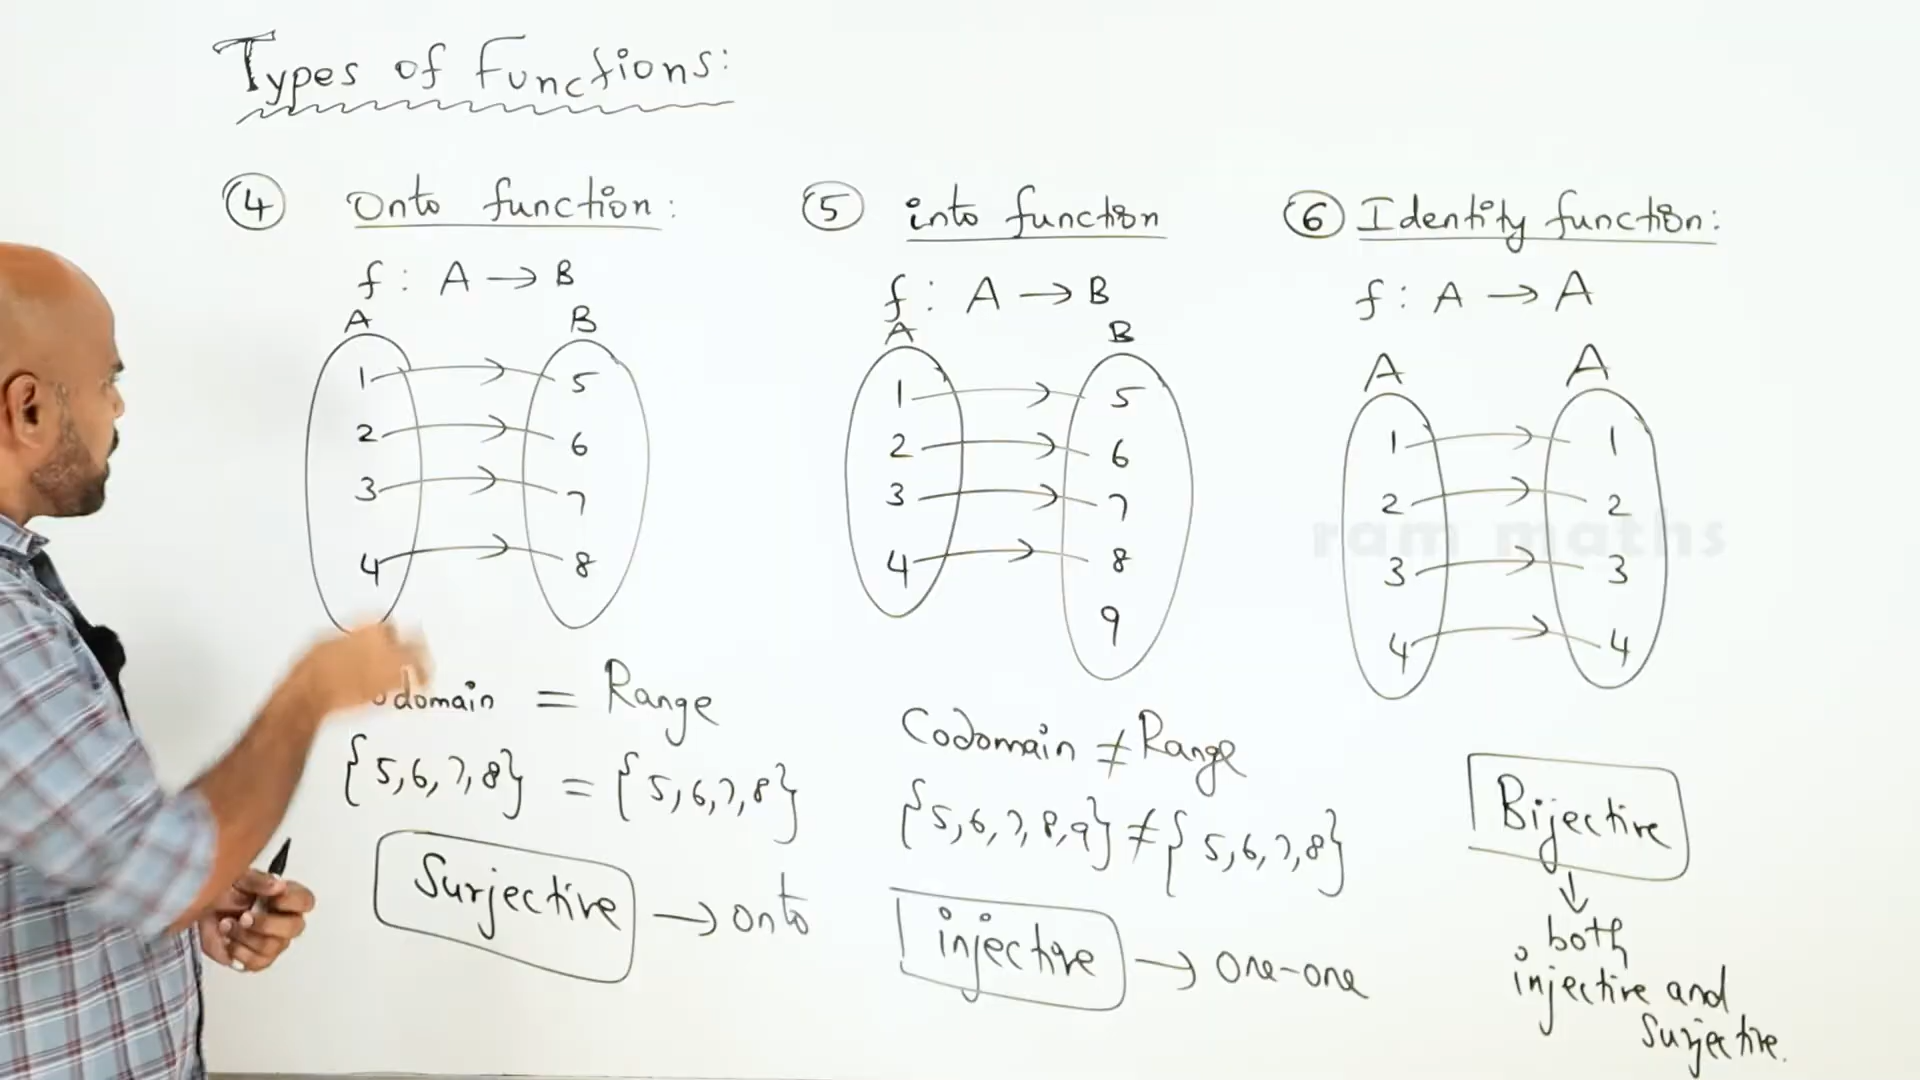 Types of Functions:
④ Onto function:
f: A → B
A B
1 5
2 6
3 7
4 8
odomain = Range
{5,6,7,8} = {5,6,7,8}
Surjective → onto
⑤ into function
f: A → B
A B
1 5
2 6
3 7
4 8
9
Codomain ≠ Range
{5,6,7,8,9} ≠ {5,6,7,8}
injective → one-one
⑥ Identity function:
f: A → A
A A
1 1
2 2
3 3
4 4
ram maths
Bijective
↓
both
injective and
Surjective.